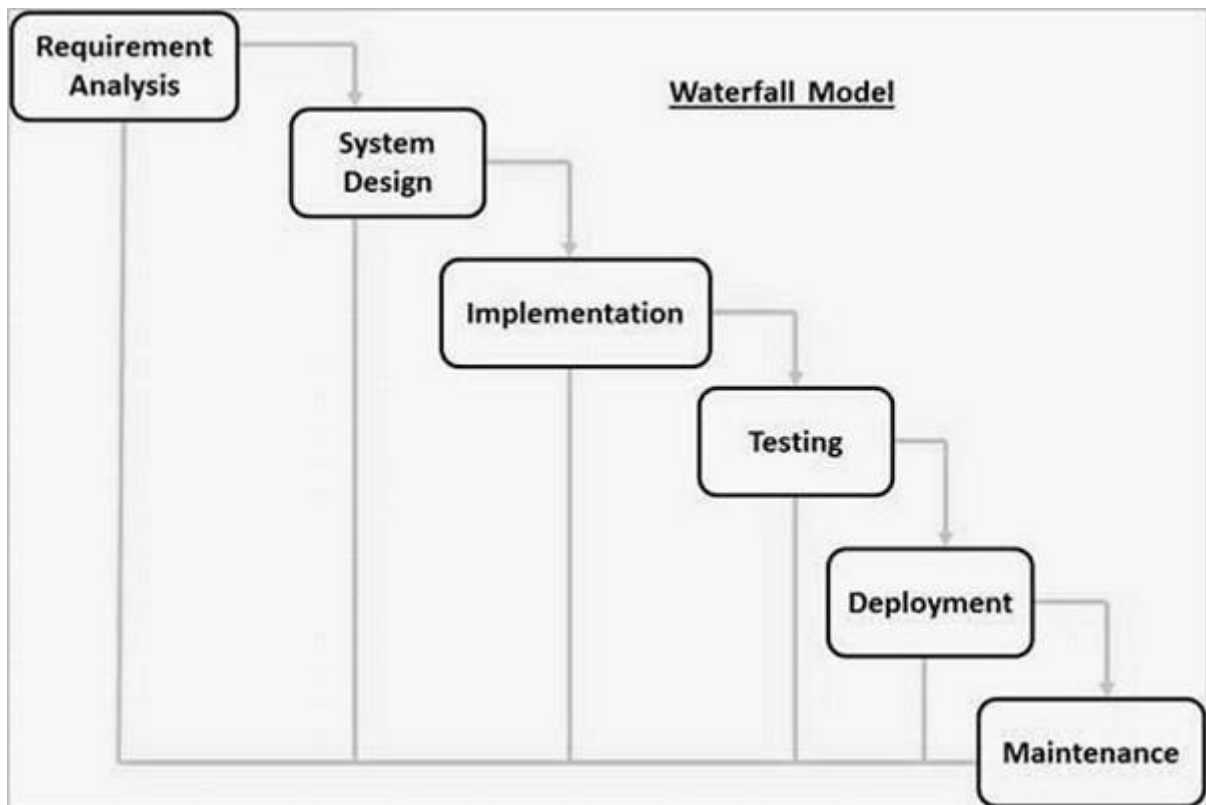 Requirement
Analysis
Waterfall Model
System
Design
Implementation
Testing
Deployment
Maintenance